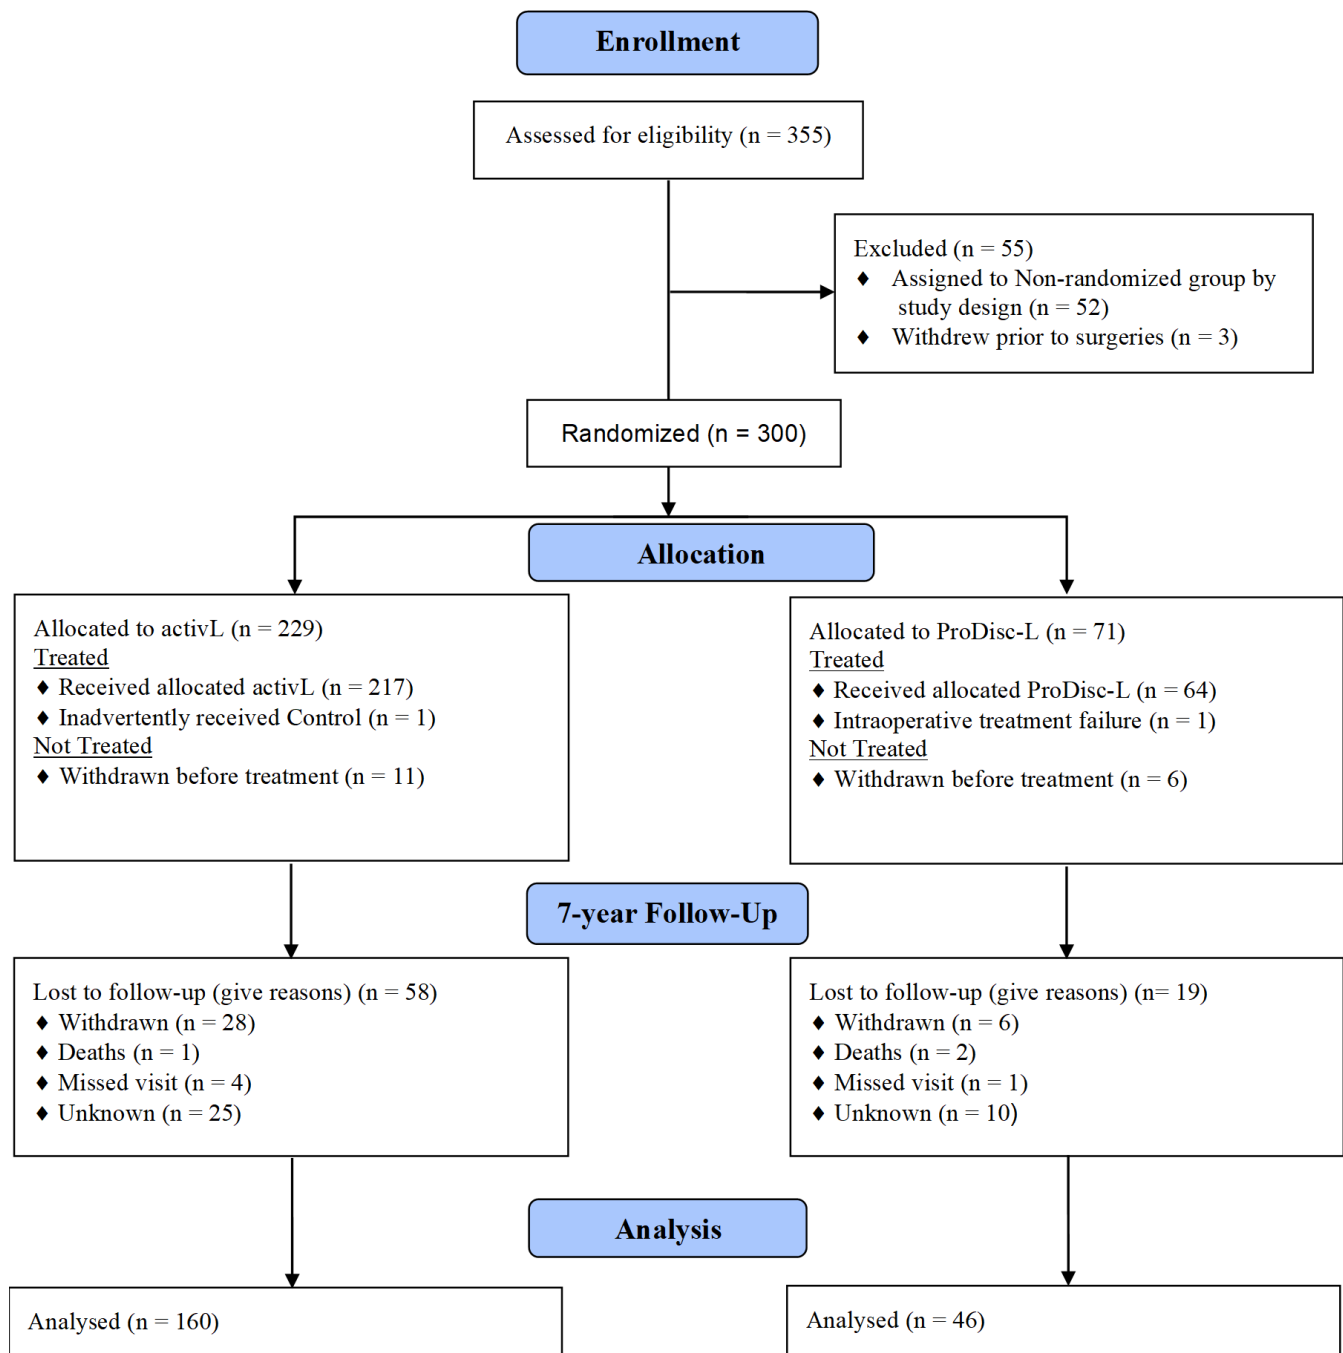 Enrollment
Assessed for eligibility (n = 355)
Excluded (n = 55)
♦ Assigned to Non-randomized group by
study design (n = 52)
♦ Withdrew prior to surgeries (n = 3)
Randomized (n = 300)
Allocation
Allocated to activL (n = 229)
Treated
♦ Received allocated activL (n = 217)
♦ Inadvertently received Control (n = 1)
Not Treated
♦ Withdrawn before treatment (n = 11)
Allocated to ProDisc-L (n = 71)
Treated
♦ Received allocated ProDisc-L (n = 64)
♦ Intraoperative treatment failure (n = 1)
Not Treated
♦ Withdrawn before treatment (n = 6)
7-year Follow-Up
Lost to follow-up (give reasons) (n = 58)
♦ Withdrawn (n = 28)
♦ Deaths (n = 1)
♦ Missed visit (n = 4)
♦ Unknown (n = 25)
Lost to follow-up (give reasons) (n= 19)
♦ Withdrawn (n = 6)
♦ Deaths (n = 2)
♦ Missed visit (n = 1)
♦ Unknown (n = 10)
Analysis
Analysed (n = 160)
Analysed (n = 46)